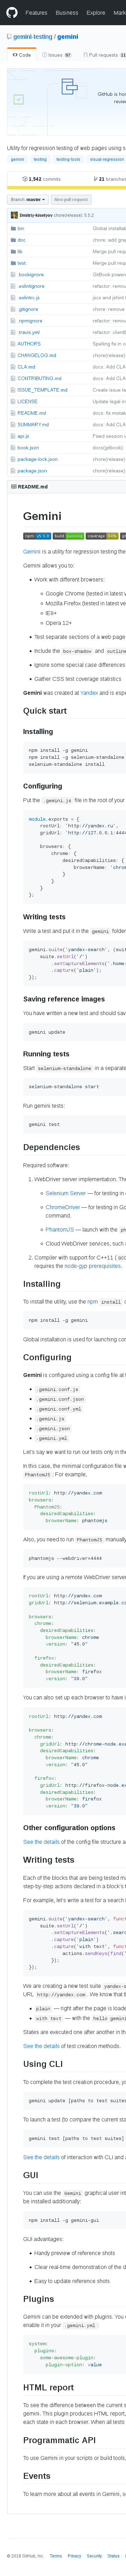 Features Business Explore Mark
gemini-testing / gemini
Code Issues 97 Pull requests 11
GitHub is ho
review
Utility for regression testing of web pages using s
gemini testing testing-tools visual-regression
1,542 commits 21 branches
Branch: master New pull request
Dmitriy-kiselyov chore(release): 5.5.2
bin Global installati
doc chore: add gre
lib Merge pull requ
test Merge pull requ
.bookignore GitBook powere
.eslintignore refactor: remov
.eslintrc.js jscs and jshint t
.gitignore chore: remove
.npmignore refactor: remov
.travis.yml refactor: client8
AUTHORS Spelling fix in c
CHANGELOG.md chore(release)
CLA.md docs: Add CLA
CONTRIBUTING.md docs: Add CLA
ISSUE_TEMPLATE.md Create issue te
LICENSE Update legal in
README.md docs: fix mistak
SUMMARY.md docs: Add CLA
api.js Feed session w
book.json docs(gitbook):
package-lock.json chore(release)
package.json chore(release)
README.md
Gemini
npm v5.5.0 build passing coverage 90% gi
Gemini is a utility for regression testing the
Gemini allows you to:
Work with different browsers:
Google Chrome (tested in latest v
Mozilla Firefox (tested in latest ve
IE8+
Opera 12+
Test separate sections of a web page
Include the box-shadow and outline
Ignore some special case differences
Gather CSS test coverage statistics
Gemini was created at Yandex and is espe
Quick start
Installing
npm install -g gemini
npm install -g selenium-standalone
selenium-standalone install
Configuring
Put the .gemini.js file in the root of your
module.exports = {
rootUrl: 'http://yandex.ru',
gridUrl: 'http://127.0.0.1:444
browsers: {
chrome: {
desiredCapabilities: {
browserName: 'chro
}
}
}
};
Writing tests
Write a test and put it in the gemini folder
gemini.suite('yandex-search', (suit
suite.setUrl('/')
.setCaptureElements('.home-
.capture('plain');
});
Saving reference images
You have written a new test and should save
gemini update
Running tests
Start selenium-standalone in a separate
selenium-standalone start
Run gemini tests:
gemini test
Dependencies
Required software:
1. WebDriver server implementation. The
Selenium Server — for testing in d
ChromeDriver — for testing in Go
command.
PhantomJS — launch with the ph
Cloud WebDriver services, such a
2. Compiler with support for C++11 ( GCC
requires the node-gyp prerequisites.
Installing
To install the utility, use the npm install c
npm install -g gemini
Global installation is used for launching com
Configuring
Gemini is configured using a config file at
.gemini.conf.js
.gemini.conf.json
.gemini.conf.yml
.gemini.js
.gemini.json
.gemini.yml
Let's say we want to run our tests only in the
In this case, the minimal configuration file w
PhantomJS . For example,
rootUrl: http://yandex.com
browsers:
PhantomJS:
desiredCapabilities:
browserName: phantomjs
Also, you need to run PhantomJS manually
phantomjs --webdriver=4444
If you are using a remote WebDriver server,
rootUrl: http://yandex.com
gridUrl: http://selenium.example.co
browsers:
chrome:
desiredCapabilities:
browserName: chrome
version: "45.0"
firefox:
desiredCapabilities:
browserName: firefox
version: "39.0"
You can also set up each browser to have i
rootUrl: http://yandex.com
browsers:
chrome:
gridUrl: http://chrome-node.exa
desiredCapabilities:
browserName: chrome
version: "45.0"
firefox:
gridUrl: http://firefox-node.ex
desiredCapabilities:
browserName: firefox
version: "39.0"
Other configuration options
See the details of the config file structure a
Writing tests
Each of the blocks that are being tested ma
step-by-step actions declared in a block's t
For example, let's write a test for a search b
gemini.suite('yandex-search', funct
suite.setUrl('/')
.setCaptureElements('.searc
.capture('plain')
.capture('with text', funct
actions.sendKeys(find('
});
});
We are creating a new test suite yandex-s
URL http://yandex.com . We know that t
plain — right after the page is loade
with text — with the hello gemini
States are executed one after another in the
See the details of test creation methods.
Using CLI
To complete the test creation procedure, yo
gemini update [paths to test suites
To launch a test (to compare the current sta
gemini test [paths to test suites]
See the details of interaction with CLI and a
GUI
You can use the Gemini graphical user int
be installed additionally:
npm install -g gemini-gui
GUI advantages:
Handy preview of reference shots
Clear real-time demonstration of the d
Easy to update reference shots
Plugins
Gemini can be extended with plugins. You c
enable it in your .gemini.yml :
system:
plugins:
some-awesome-plugin:
plugin-option: value
HTML report
To see the difference between the current s
gemini. This plugin produces HTML report,
each state in each browser. When all tests
Programmatic API
To use Gemini in your scripts or build tools,
Events
To learn more about all events in Gemini, s
© 2018 GitHub, Inc. Terms Privacy Security Status